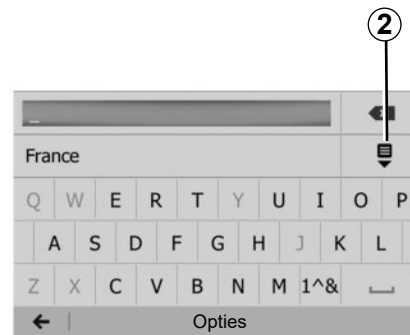 2
_
France
Q W E R T Y U I O P
A S D F G H J K L
Z X C V B N M 1^&
Opties